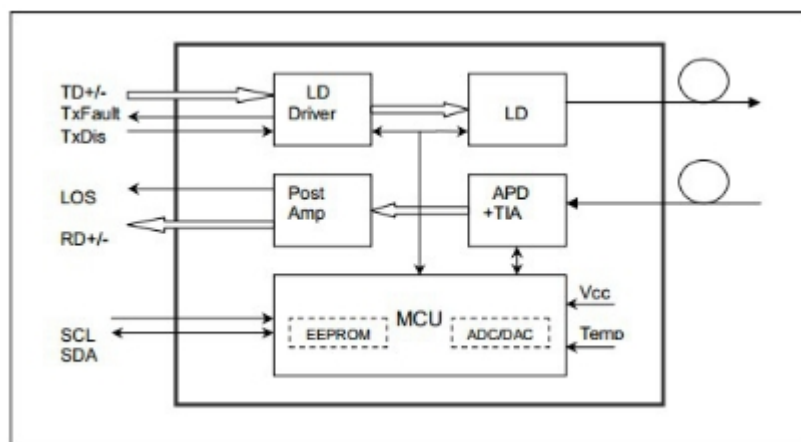 TD+/-
TxFault
TxDis
LD
Driver
LD
LOS
RD+/-
Post
Amp
APD
+TIA
SCL
SDA
MCU
EEPROM
ADC/DAC
Vcc
Temp